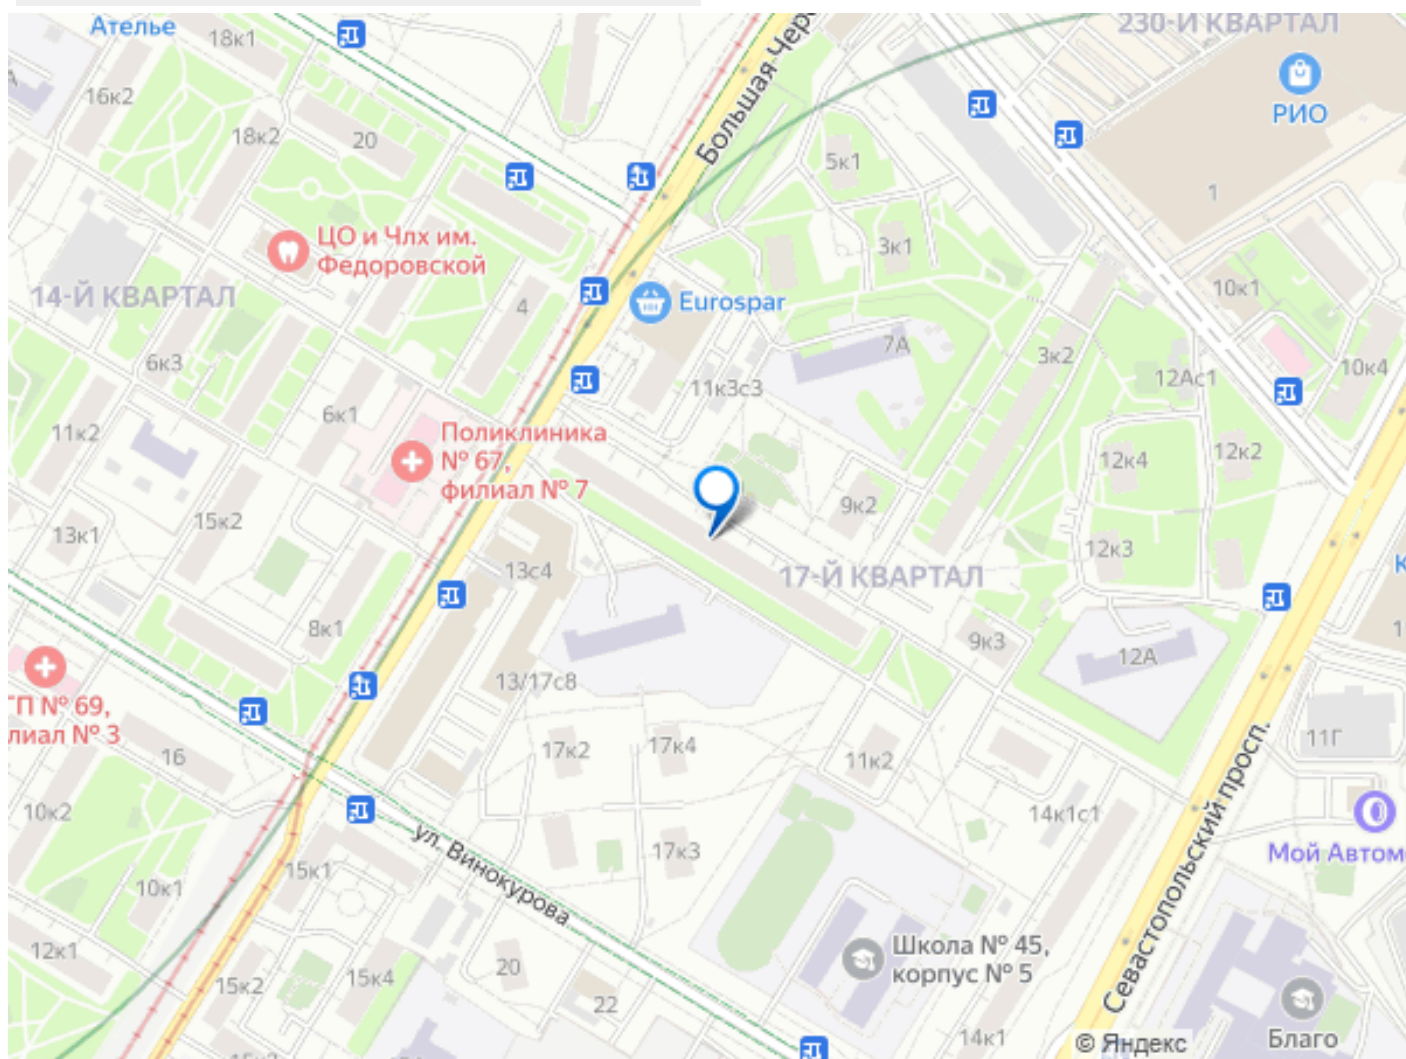 Ателье
18к1
Большая Чер
230-Й КВАРТАЛ
РИО
1
16к2
18к2
20
5к1
3к1
ЦО и Члх им.
Федоровской
14-Й КВАРТАЛ
4
Eurospar
7А
10к1
6к3
11к3с3
3к2
12Ас1
10к4
6к1
11к2
Поликлиника
№ 67,
филиал № 7
12к4
12к2
15к2
9к2
13к1
12к3
13с4
17-Й КВАРТАЛ
К
8к1
9к3
12А
1
13/17с8
ГП № 69,
лиал № 3
16
17к2
17к4
11к2
11Г
10к2
14к1с1
Севастопольский просп.
ул. Винокурова
17к3
Мой Автом
15к1
10к1
12к1
15к2
15к4
20
22
Школа № 45,
корпус № 5
14к1
© Яндекс
Благо